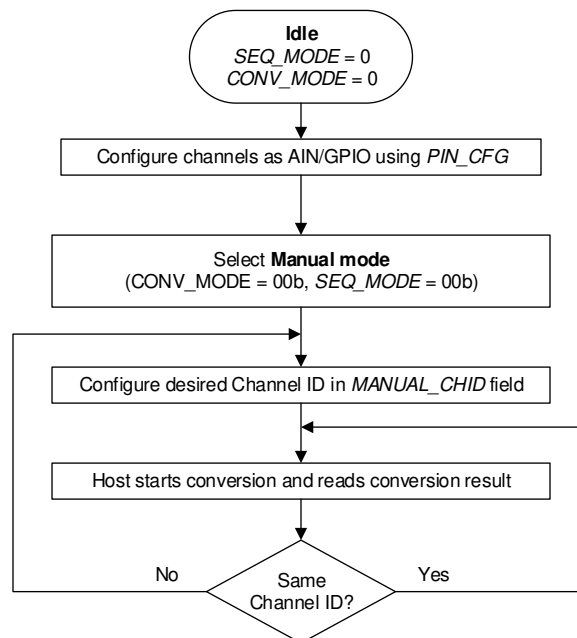 Idle
SEQ_MODE = 0
CONV_MODE = 0
Configure channels as AIN/GPIO using PIN_CFG
Select Manual mode
(CONV_MODE = 00b, SEQ_MODE = 00b)
Configure desired Channel ID in MANUAL_CHID field
Host starts conversion and reads conversion result
No
Same
Channel ID?
Yes